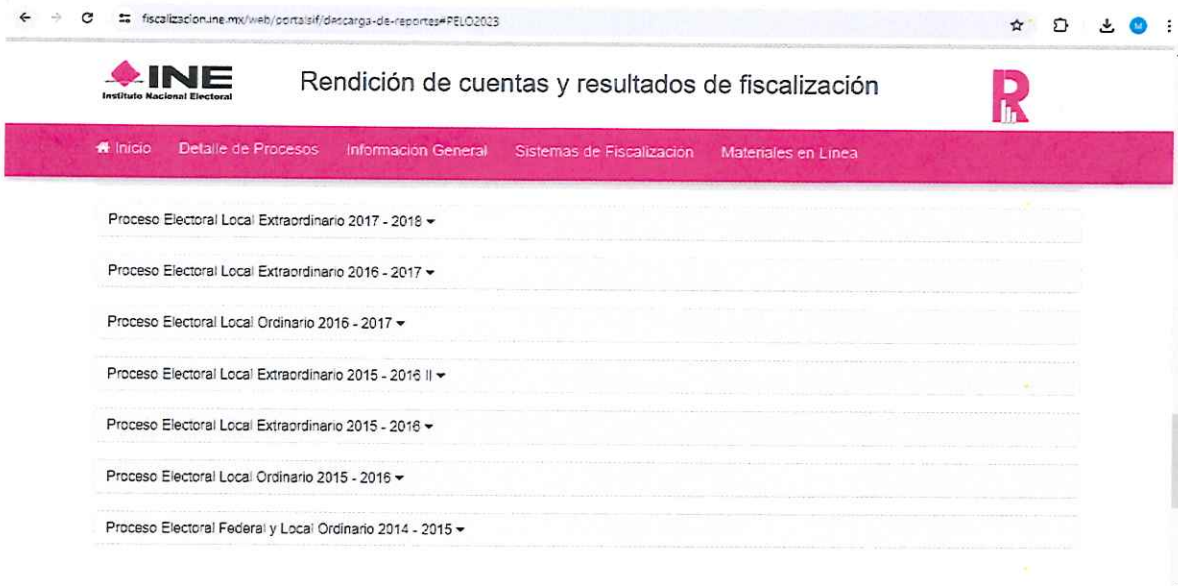 fiscalizacion.ine.mx/web/portalsif/descarga-de-reportes#PELO2023
M
INE
Instituto Nacional Electoral
Rendición de cuentas y resultados de fiscalización
R
Inicio Detalle de Procesos Informacion General Sistemas de Fiscalizacion Materiales en Linea
Proceso Electoral Local Extraordinario 2017 - 2018
Proceso Electoral Local Extraordinario 2016 - 2017
Proceso Electoral Local Ordinario 2016 - 2017
Proceso Electoral Local Extraordinario 2015 - 2016 II
Proceso Electoral Local Extraordinario 2015 - 2016
Proceso Electoral Local Ordinario 2015 - 2016
Proceso Electoral Federal y Local Ordinario 2014 - 2015